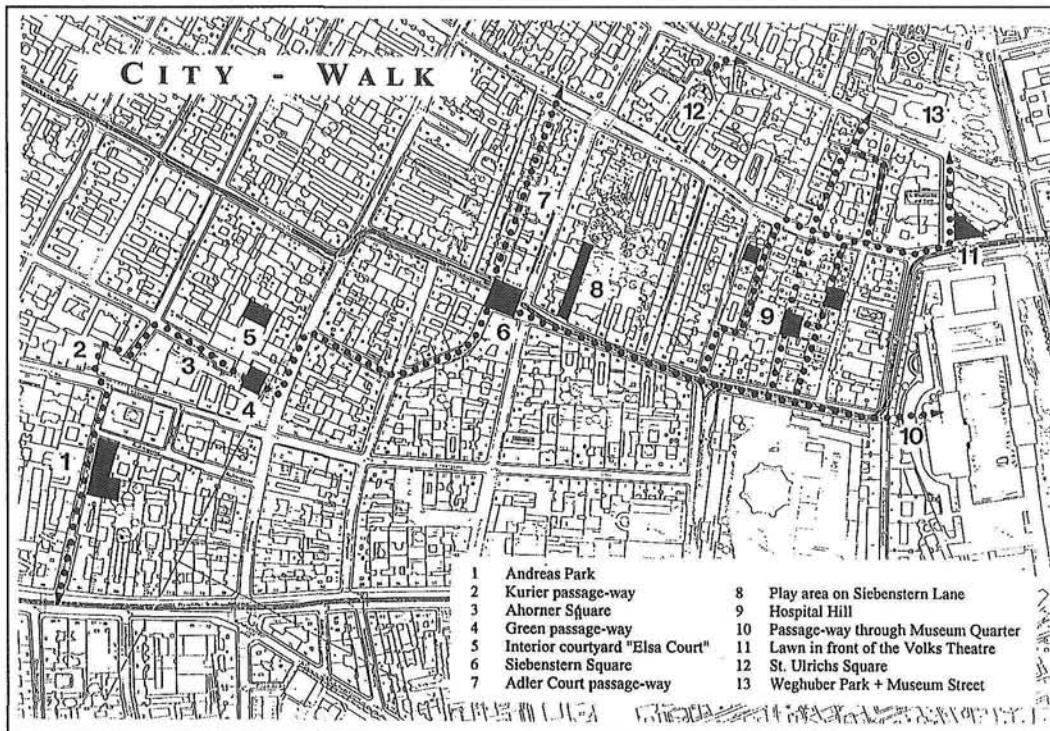 CITY - WALK
12
13
7
11
8
9
5
6
2
3
4
10
1
1 Andreas Park
2 Kurier passage-way
3 Ahorner Square
4 Green passage-way
5 Interior courtyard "Elsa Court"
6 Siebenstern Square
7 Adler Court passage-way
8 Play area on Siebenstern Lane
9 Hospital Hill
10 Passage-way through Museum Quarter
11 Lawn in front of the Volks Theatre
12 St. Ulrichs Square
13 Weghuber Park + Museum Street